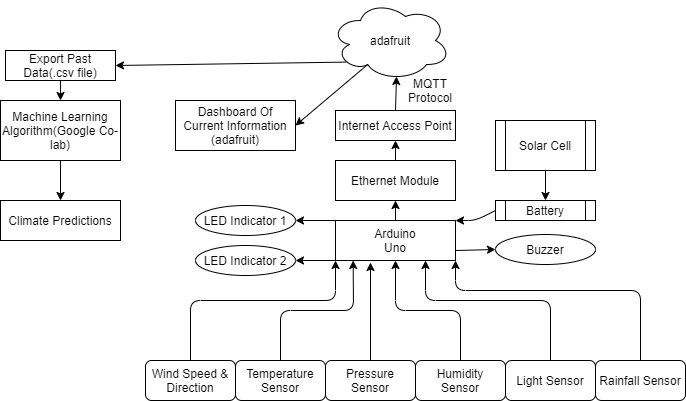 adafruit
Export Past
Data(.csv file)
MQTT
Protocol
Machine Learning
Algorithm(Google Co-
lab)
Dashboard Of
Current Information
(adafruit)
Internet Access Point
Solar Cell
Ethernet Module
Climate Predictions
LED Indicator 1
Battery
Arduino
Uno
Buzzer
LED Indicator 2
Wind Speed &
Direction
Temperature
Sensor
Pressure
Sensor
Humidity
Sensor
Light Sensor
Rainfall Sensor